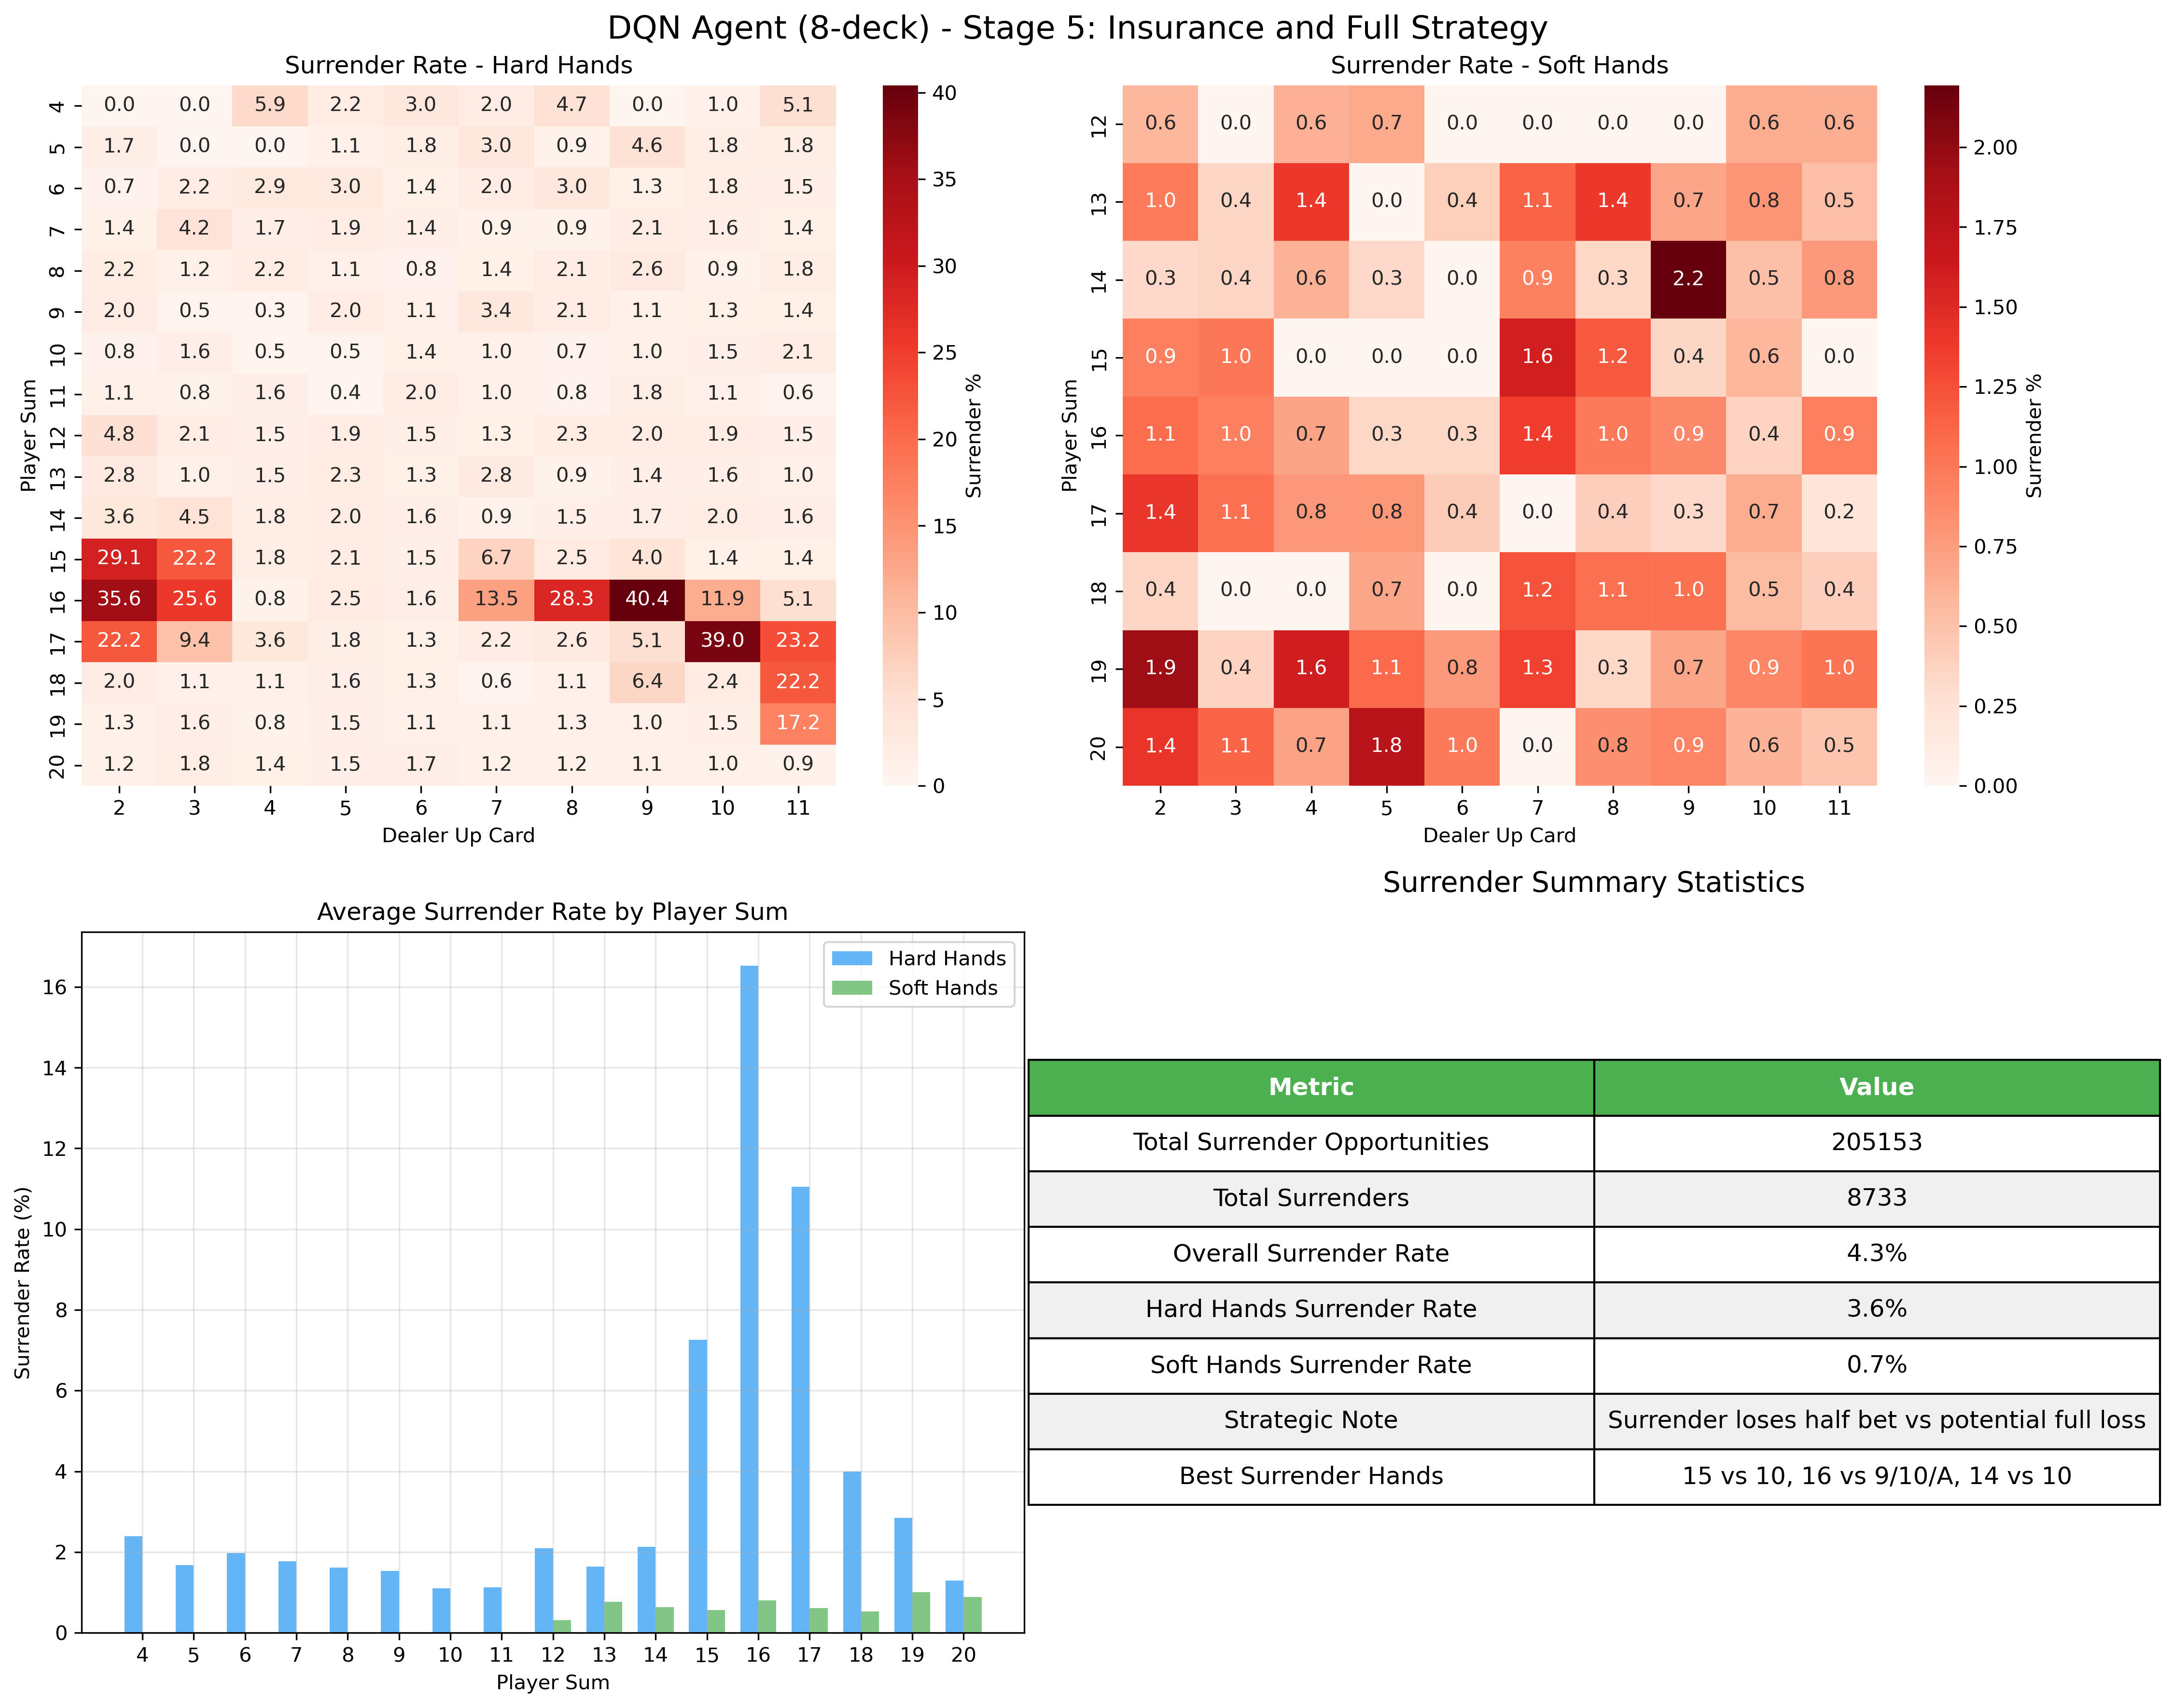 DQN Agent (8-deck) - Stage 5: Insurance and Full Strategy
Surrender Rate - Hard Hands
4 0.0 0.0 5.9 2.2 3.0 2.0 4.7 0.0 1.0 5.1
5 1.7 0.0 0.0 1.1 1.8 3.0 0.9 4.6 1.8 1.8
6 0.7 2.2 2.9 3.0 1.4 2.0 3.0 1.3 1.8 1.5
7 1.4 4.2 1.7 1.9 1.4 0.9 0.9 2.1 1.6 1.4
8 2.2 1.2 2.2 1.1 0.8 1.4 2.1 2.6 0.9 1.8
9 2.0 0.5 0.3 2.0 1.1 3.4 2.1 1.1 1.3 1.4
10 0.8 1.6 0.5 0.5 1.4 1.0 0.7 1.0 1.5 2.1
11 1.1 0.8 1.6 0.4 2.0 1.0 0.8 1.8 1.1 0.6
12 4.8 2.1 1.5 1.9 1.5 1.3 2.3 2.0 1.9 1.5
13 2.8 1.0 1.5 2.3 1.3 2.8 0.9 1.4 1.6 1.0
14 3.6 4.5 1.8 2.0 1.6 0.9 1.5 1.7 2.0 1.6
15 29.1 22.2 1.8 2.1 1.5 6.7 2.5 4.0 1.4 1.4
16 35.6 25.6 0.8 2.5 1.6 13.5 28.3 40.4 11.9 5.1
17 22.2 9.4 3.6 1.8 1.3 2.2 2.6 5.1 39.0 23.2
18 2.0 1.1 1.1 1.6 1.3 0.6 1.1 6.4 2.4 22.2
19 1.3 1.6 0.8 1.5 1.1 1.1 1.3 1.0 1.5 17.2
20 1.2 1.8 1.4 1.5 1.7 1.2 1.2 1.1 1.0 0.9
2 3 4 5 6 7 8 9 10 11
Dealer Up Card
Player Sum
40
35
30
25
20
15
10
5
0
Surrender %
Surrender Rate - Soft Hands
12 0.6 0.0 0.6 0.7 0.0 0.0 0.0 0.0 0.6 0.6
13 1.0 0.4 1.4 0.0 0.4 1.1 1.4 0.7 0.8 0.5
14 0.3 0.4 0.6 0.3 0.0 0.9 0.3 2.2 0.5 0.8
15 0.9 1.0 0.0 0.0 0.0 1.6 1.2 0.4 0.6 0.0
16 1.1 1.0 0.7 0.3 0.3 1.4 1.0 0.9 0.4 0.9
17 1.4 1.1 0.8 0.8 0.4 0.0 0.4 0.3 0.7 0.2
18 0.4 0.0 0.0 0.7 0.0 1.2 1.1 1.0 0.5 0.4
19 1.9 0.4 1.6 1.1 0.8 1.3 0.3 0.7 0.9 1.0
20 1.4 1.1 0.7 1.8 1.0 0.0 0.8 0.9 0.6 0.5
2 3 4 5 6 7 8 9 10 11
Dealer Up Card
Player Sum
2.00
1.75
1.50
1.25
1.00
0.75
0.50
0.25
0.00
Surrender %
Average Surrender Rate by Player Sum
Hard Hands
Soft Hands
16
14
12
10
8
6
4
2
0
Surrender Rate (%)
4 5 6 7 8 9 10 11 12 13 14 15 16 17 18 19 20
Player Sum
Surrender Summary Statistics
Metric Value
Total Surrender Opportunities 205153
Total Surrenders 8733
Overall Surrender Rate 4.3%
Hard Hands Surrender Rate 3.6%
Soft Hands Surrender Rate 0.7%
Strategic Note Surrender loses half bet vs potential full loss
Best Surrender Hands 15 vs 10, 16 vs 9/10/A, 14 vs 10